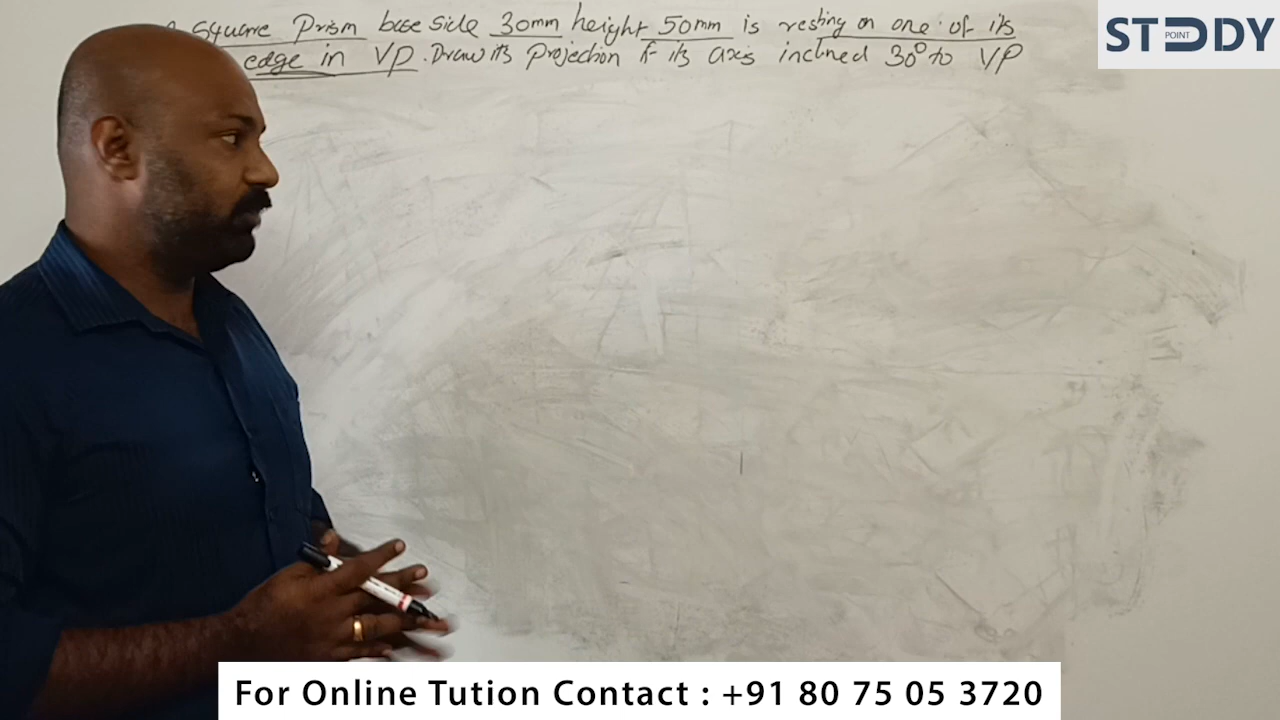 Square Prism base side 30mm height 50mm is resting on one of its
edge in VP. Draw its projection if its axis inclined 30° to VP
STUDY
POINT
For Online Tution Contact : +91 80 75 05 3720